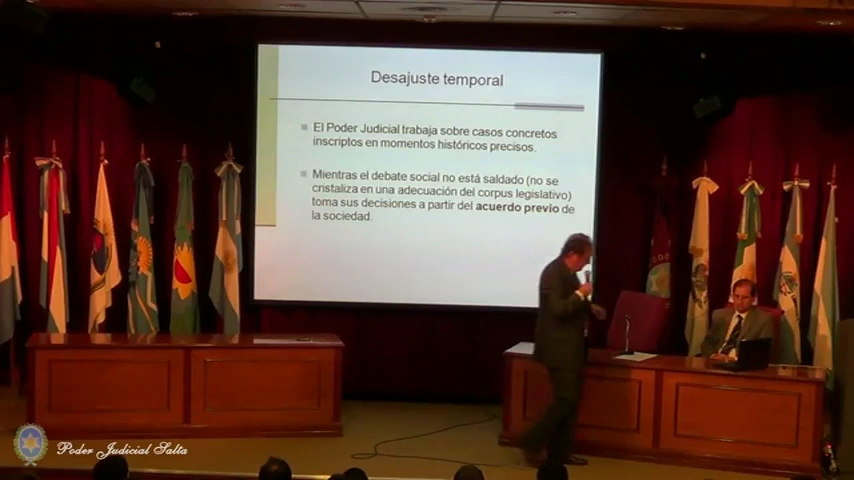 Desajuste temporal
El Poder Judicial trabaja sobre casos concretos
inscriptos en momentos históricos precisos.
Mientras el debate social no está saldado (no se
cristaliza en una adecuación del corpus legislativo)
toma sus decisiones a partir del acuerdo previo de
la sociedad.
Poder Judicial Salta